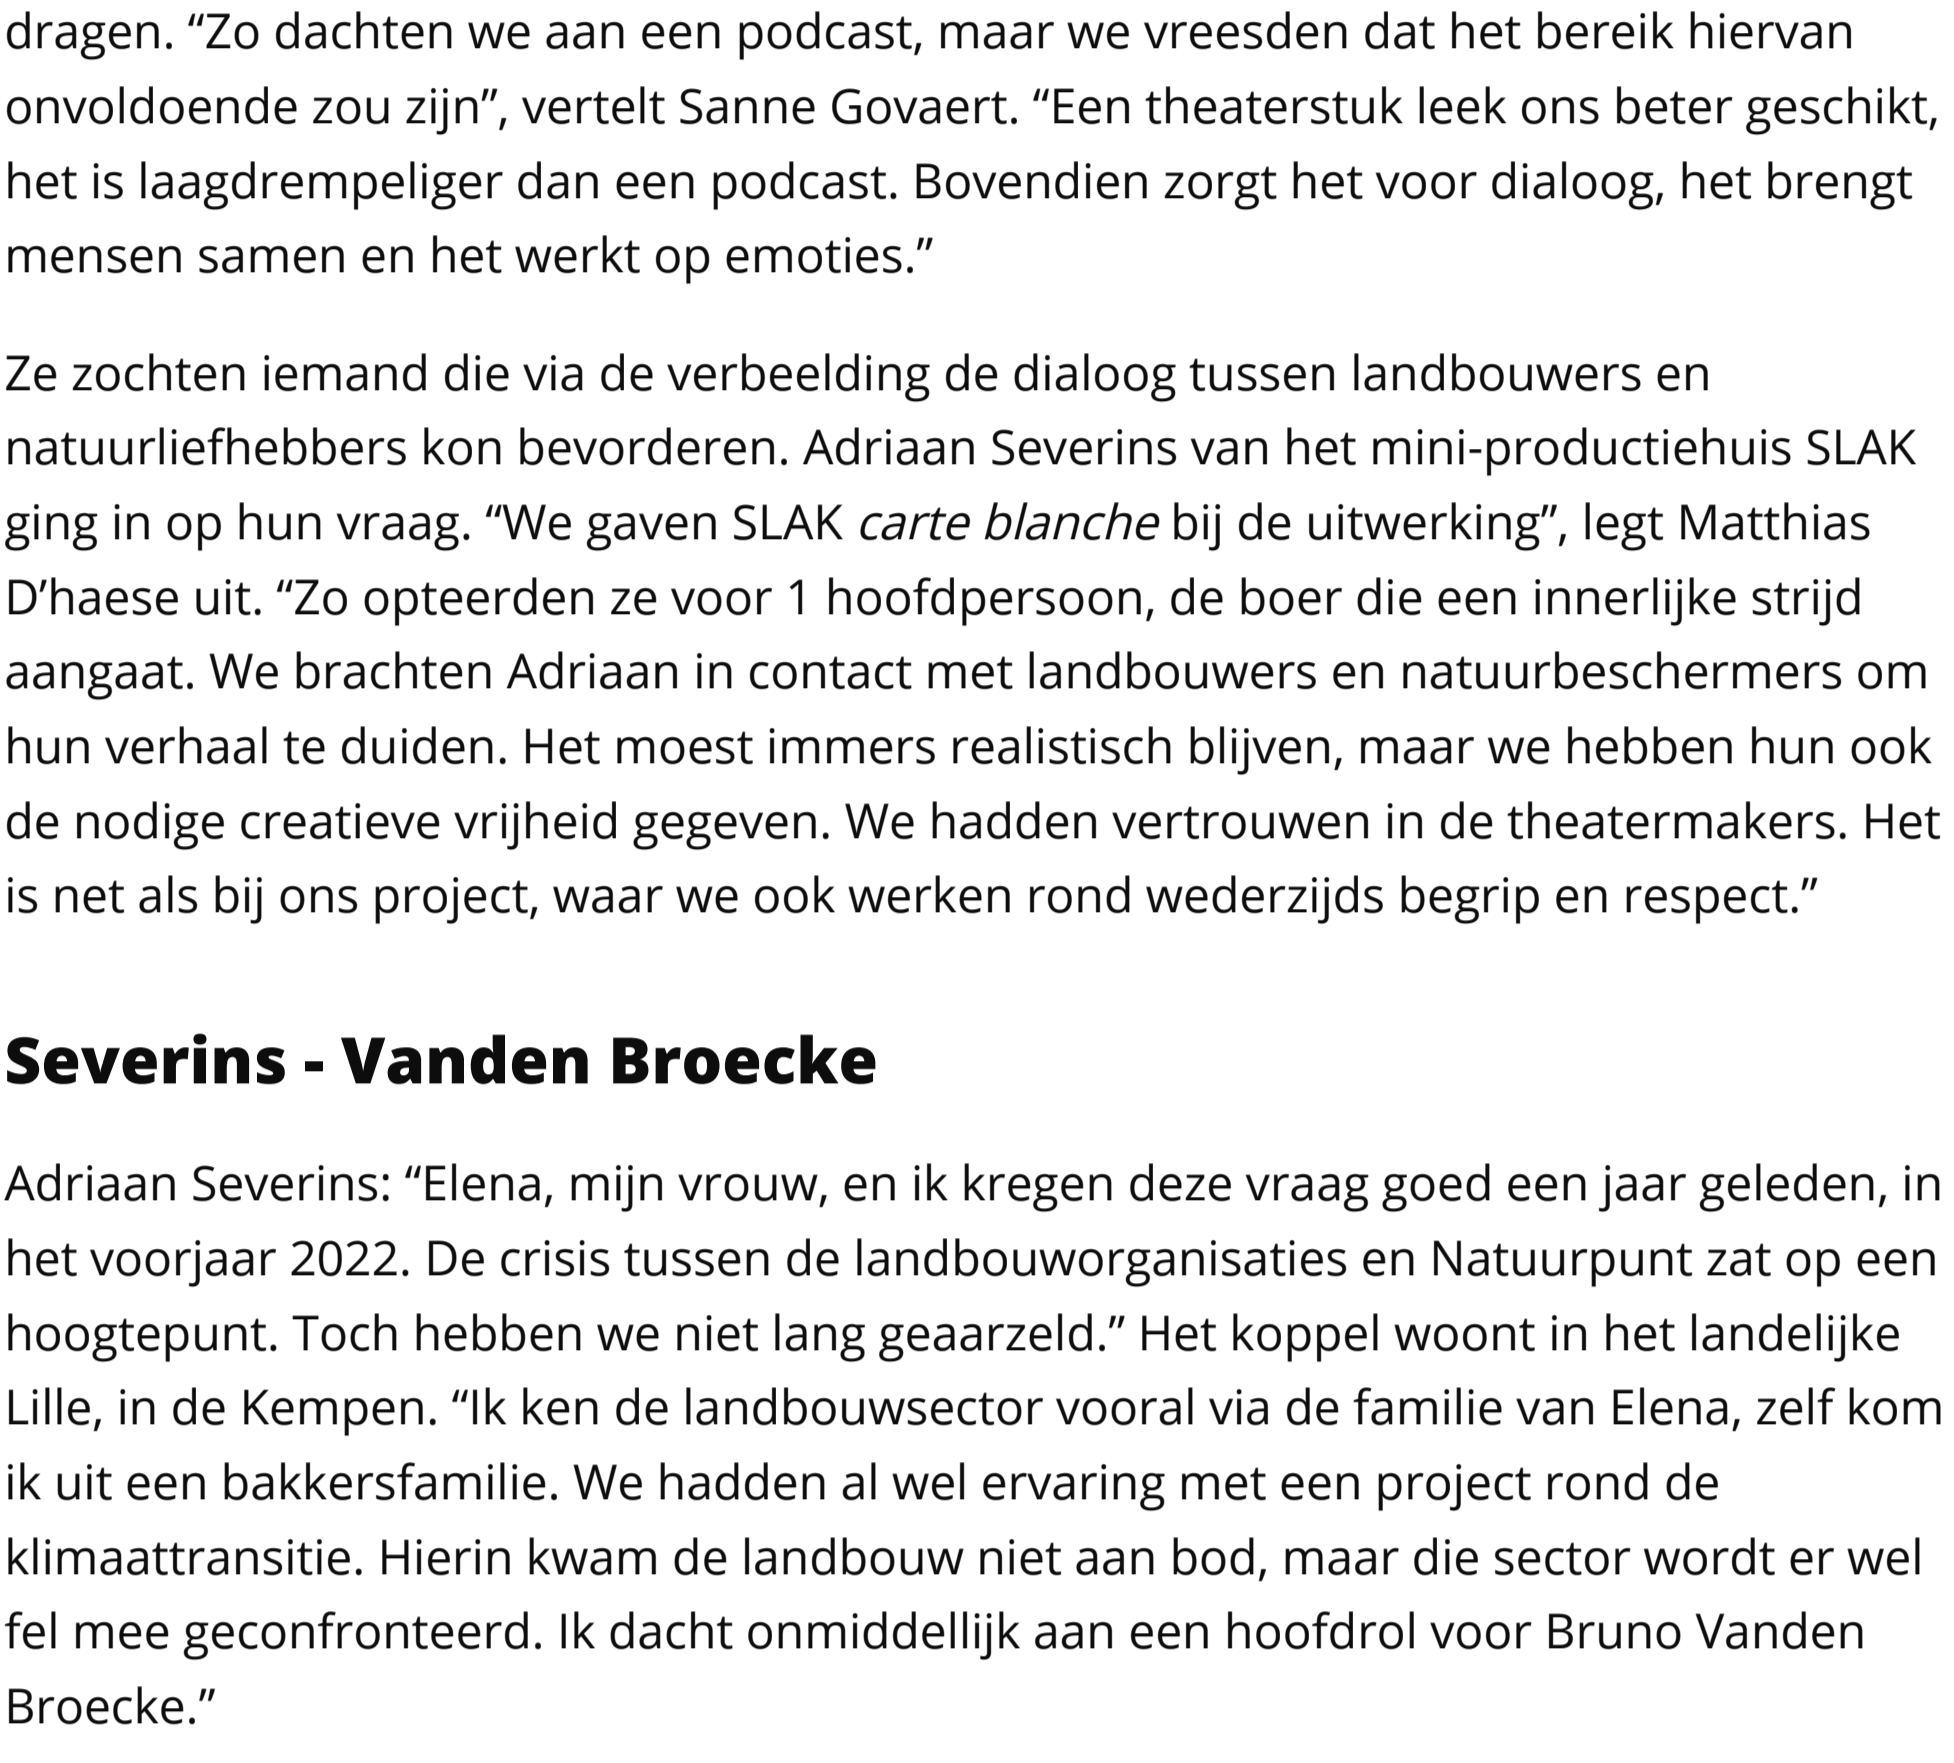 dragen. “Zo dachten we aan een podcast, maar we vreesden dat het bereik hiervan
onvoldoende zou zijn”, vertelt Sanne Govaert. “Een theaterstuk leek ons beter geschikt,
het is laagdrempeliger dan een podcast. Bovendien zorgt het voor dialoog, het brengt
mensen samen en het werkt op emoties.”
Ze zochten iemand die via de verbeelding de dialoog tussen landbouwers en
natuurliefhebbers kon bevorderen. Adriaan Severins van het mini-productiehuis SLAK
ging in op hun vraag. “We gaven SLAK carte blanche bij de uitwerking”, legt Matthias
D’haese uit. “Zo opteerden ze voor 1 hoofdpersoon, de boer die een innerlijke strijd
aangaat. We brachten Adriaan in contact met landbouwers en natuurbeschermers om
hun verhaal te duiden. Het moest immers realistisch blijven, maar we hebben hun ook
de nodige creatieve vrijheid gegeven. We hadden vertrouwen in de theatermakers. Het
is net als bij ons project, waar we ook werken rond wederzijds begrip en respect.”
Severins - Vanden Broecke
Adriaan Severins: “Elena, mijn vrouw, en ik kregen deze vraag goed een jaar geleden, in
het voorjaar 2022. De crisis tussen de landbouworganisaties en Natuurpunt zat op een
hoogtepunt. Toch hebben we niet lang geaarzeld.” Het koppel woont in het landelijke
Lille, in de Kempen. “Ik ken de landbouwsector vooral via de familie van Elena, zelf kom
ik uit een bakkersfamilie. We hadden al wel ervaring met een project rond de
klimaattransitie. Hierin kwam de landbouw niet aan bod, maar die sector wordt er wel
fel mee geconfronteerd. Ik dacht onmiddellijk aan een hoofdrol voor Bruno Vanden
Broecke.”